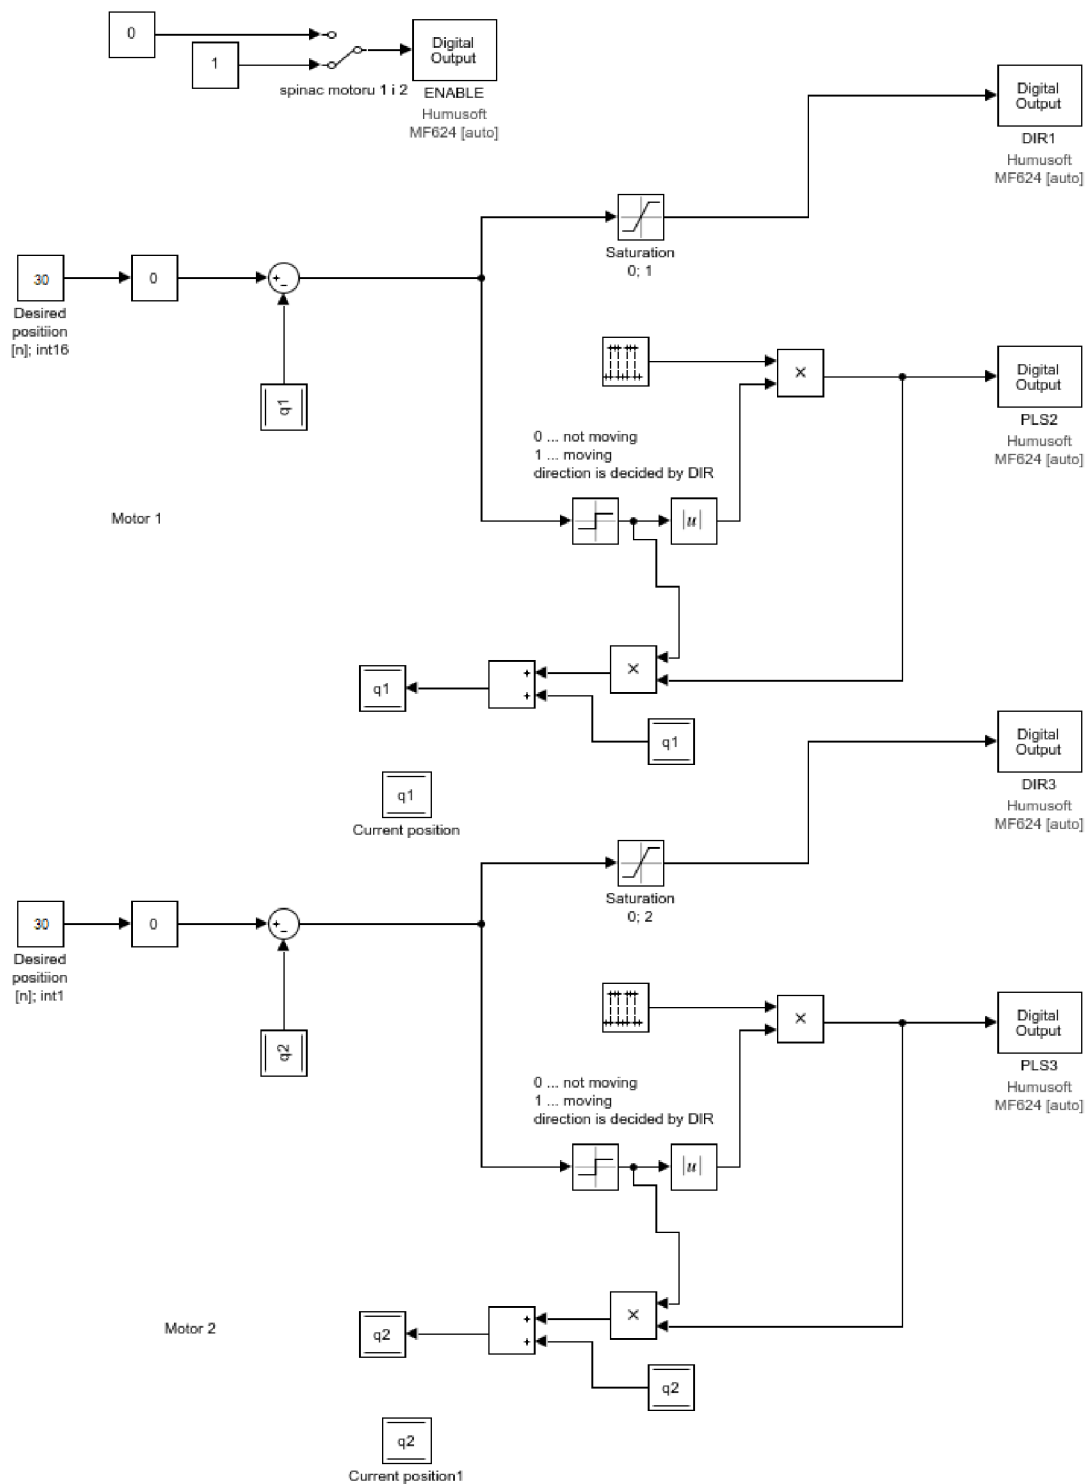 0
1
spinac motoru 1 i 2
Digital
Output
ENABLE
Humusoft
MF624 [auto]
Digital
Output
DIR1
Humusoft
MF624 [auto]
Saturation
0; 1
30
Desired
positiion
[n]; int16
0
+
−
q1
×
Digital
Output
PLS2
Humusoft
MF624 [auto]
0 ... not moving
1 ... moving
direction is decided by DIR
Motor 1
|u|
q1
+
+
×
q1
q1
Current position
Digital
Output
DIR3
Humusoft
MF624 [auto]
Saturation
0; 2
30
Desired
positiion
[n]; int1
0
+
−
q2
×
Digital
Output
PLS3
Humusoft
MF624 [auto]
0 ... not moving
1 ... moving
direction is decided by DIR
|u|
Motor 2
q2
+
+
×
q2
q2
Current position1